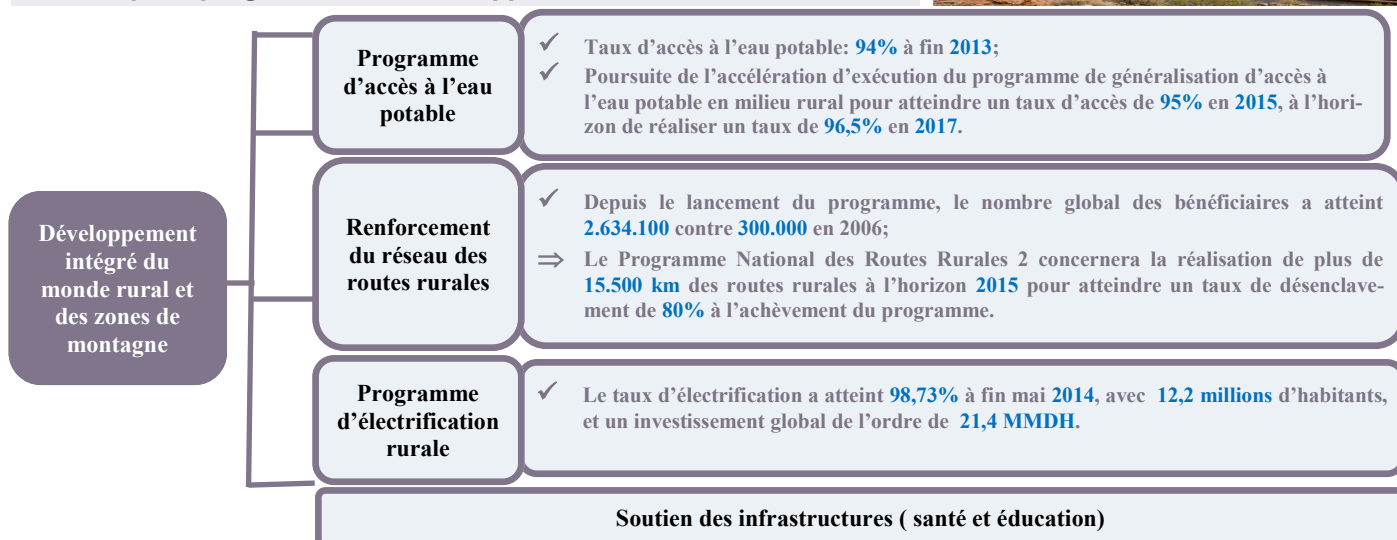 Développement
intégré du
monde rural et
des zones de
montagne
Programme
d'accès à l'eau
potable
✓ Taux d'accès à l'eau potable: 94% à fin 2013;
✓ Poursuite de l'accélération d'exécution du programme de généralisation d'accès à
l'eau potable en milieu rural pour atteindre un taux d'accès de 95% en 2015, à l'hori-
zon de réaliser un taux de 96,5% en 2017.
Renforcement
du réseau des
routes rurales
✓ Depuis le lancement du programme, le nombre global des bénéficiaires a atteint
2.634.100 contre 300.000 en 2006;
⇒ Le Programme National des Routes Rurales 2 concernera la réalisation de plus de
15.500 km des routes rurales à l'horizon 2015 pour atteindre un taux de désenclave-
ment de 80% à l'achèvement du programme.
Programme
d'électrification
rurale
✓ Le taux d'électrification a atteint 98,73% à fin mai 2014, avec 12,2 millions d'habitants,
et un investissement global de l'ordre de 21,4 MMDH.
Soutien des infrastructures ( santé et éducation)